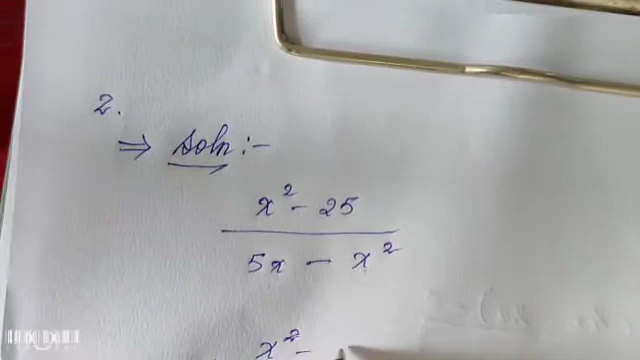 2.
⇒ Soln :-
x² - 25
5x - x²
x² -